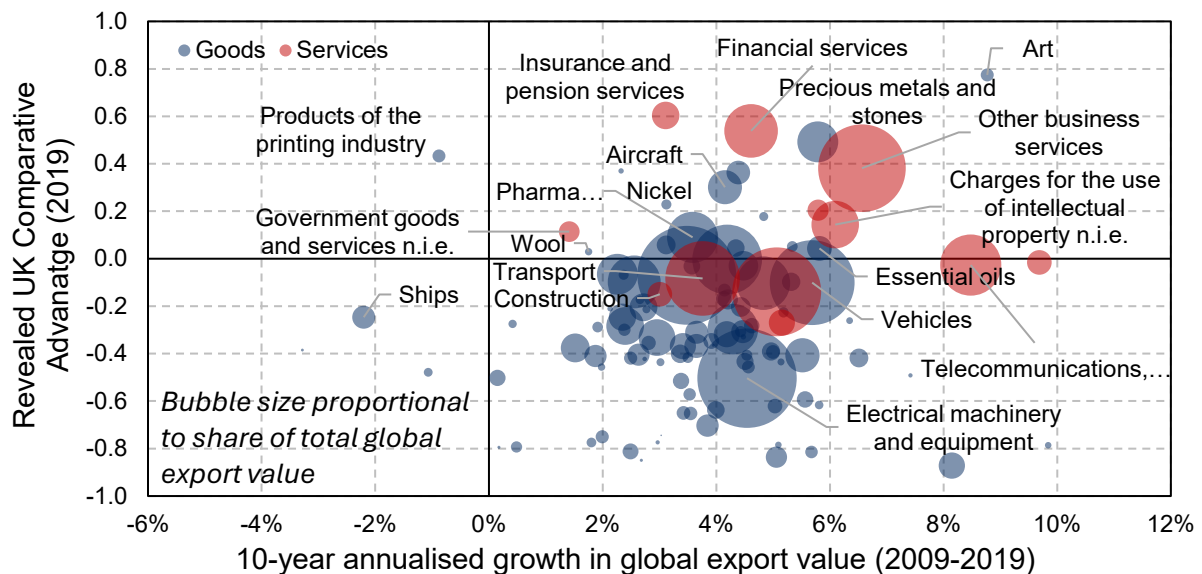 Goods
Services
Financial services
Art
Insurance and
pension services
Precious metals and
stones
Products of the
printing industry
Other business
services
Aircraft
Pharma…
Nickel
Charges for the use
of intellectual
property n.i.e.
Government goods
and services n.i.e.
Wool
Transport
Essential oils
Construction
Ships
Vehicles
Telecommunications,…
Bubble size proportional
to share of total global
export value
Electrical machinery
and equipment
Revealed UK Comparative
Advanatge (2019)
1.0
0.8
0.6
0.4
0.2
0.0
-0.2
-0.4
-0.6
-0.8
-1.0
-6%
-4%
-2%
0%
2%
4%
6%
8%
10%
12%
10-year annualised growth in global export value (2009-2019)